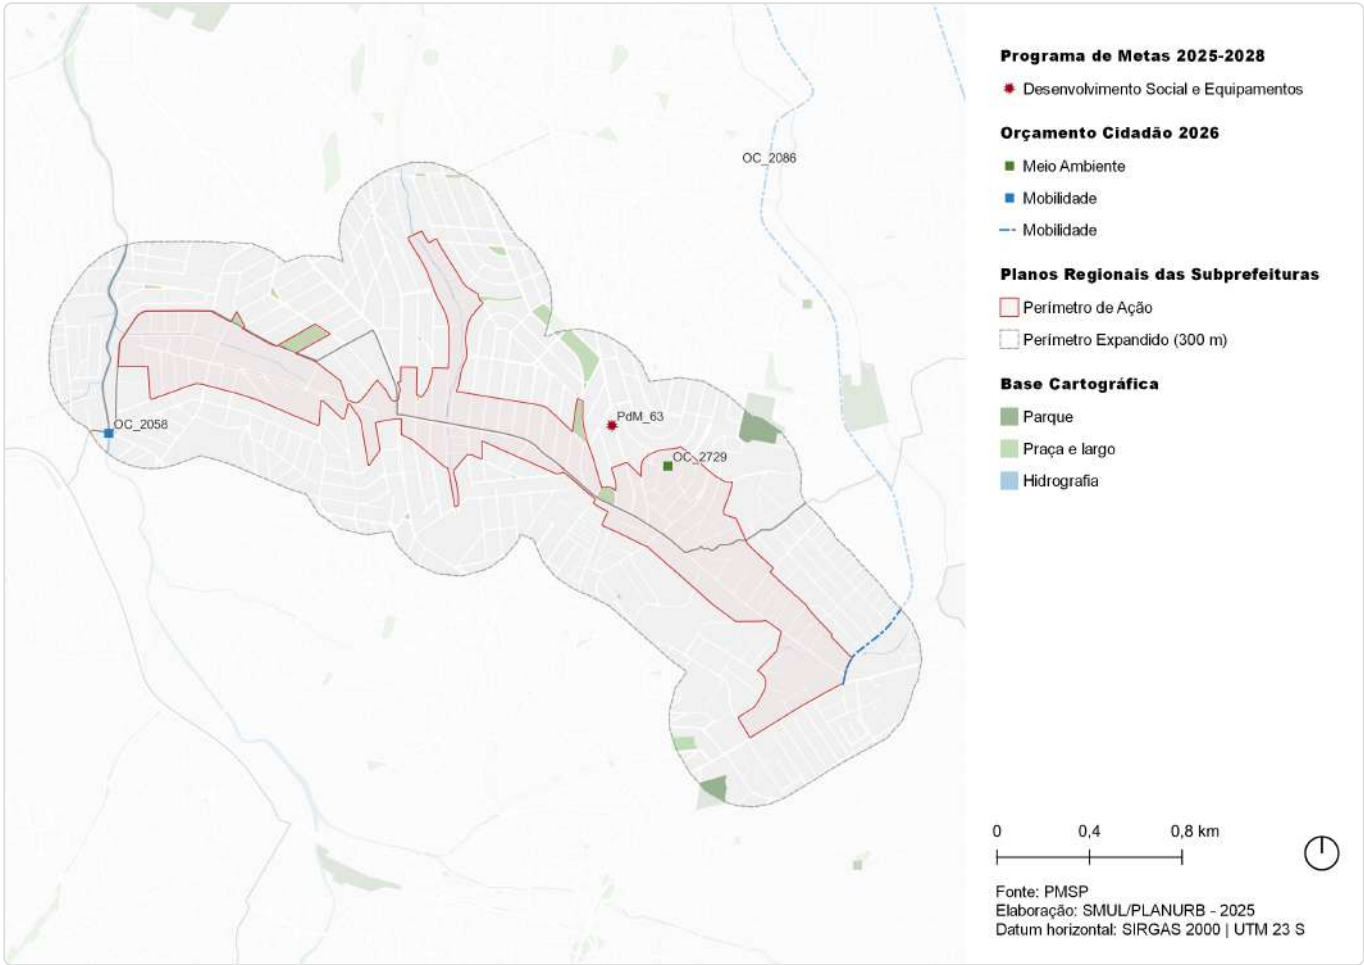 OC_2086
OC_2058
PdM_63
OC_2729
Programa de Metas 2025-2028
Desenvolvimento Social e Equipamentos
Orçamento Cidadão 2026
Meio Ambiente
Mobilidade
Mobilidade
Planos Regionais das Subprefeituras
Perímetro de Ação
Perímetro Expandido (300 m)
Base Cartográfica
Parque
Praça e largo
Hidrografia
0 0,4 0,8 km
Fonte: PMSP
Elaboração: SMUL/PLANURB - 2025
Datum horizontal: SIRGAS 2000 | UTM 23 S